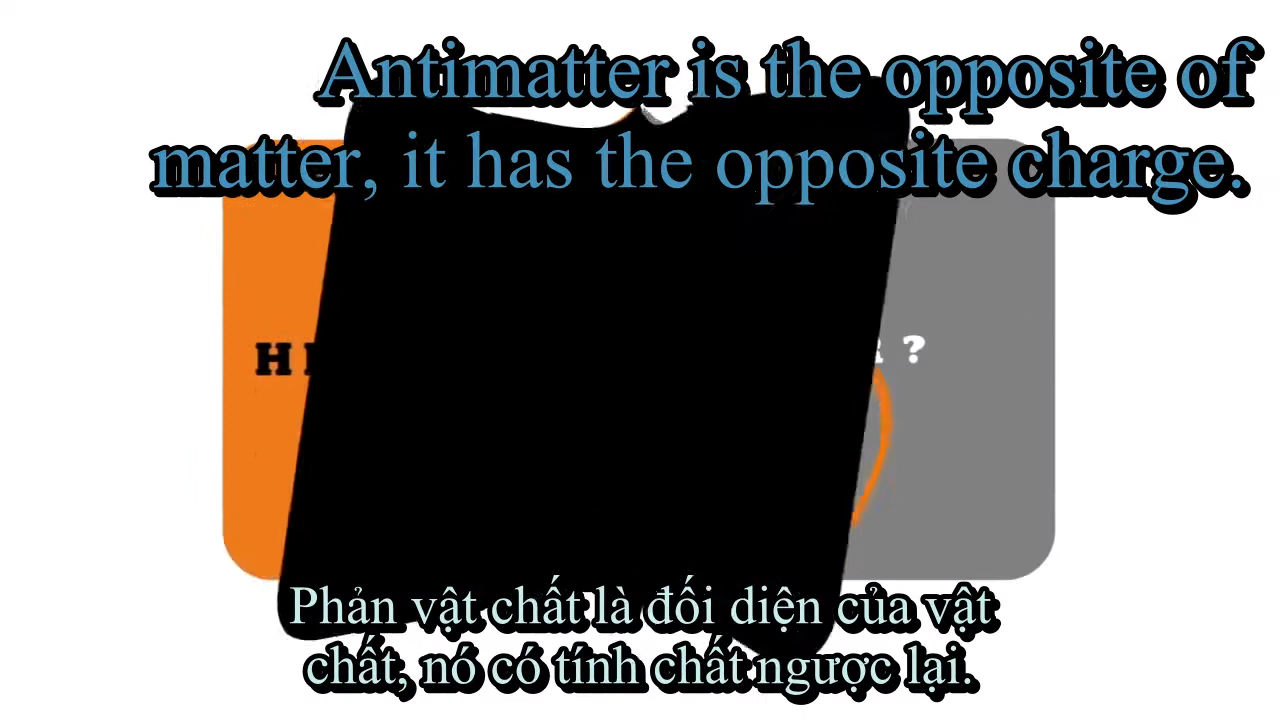 Antimatter is the opposite of
matter, it has the opposite charge.
H
?
Phản vật chất là đối diện của vật
chất, nó có tính chất ngược lại.